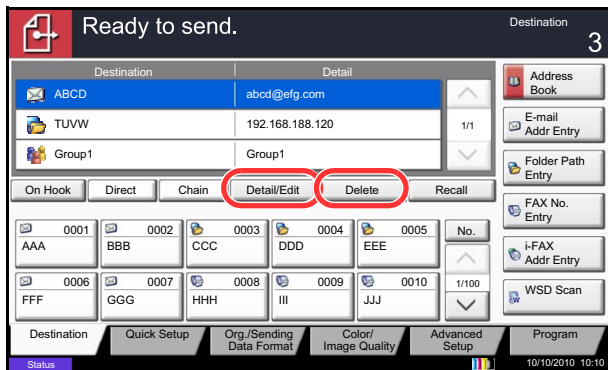 Ready to send.
Destination
3
Destination Detail
ABCD abcd@efg.com
TUVW 192.168.188.120
Group1 Group1
1/1
On Hook Direct Chain Detail/Edit Delete Recall
0001 0002 0003 0004 0005 No.
AAA BBB CCC DDD EEE
0006 0007 0008 0009 0010 1/100
FFF GGG HHH III JJJ
Address
Book
E-mail
Addr Entry
Folder Path
Entry
FAX No.
Entry
i-FAX
Addr Entry
WSD Scan
Destination Quick Setup Org./Sending
Data Format Color/
Image Quality Advanced
Setup Program
Status 10/10/2010 10:10